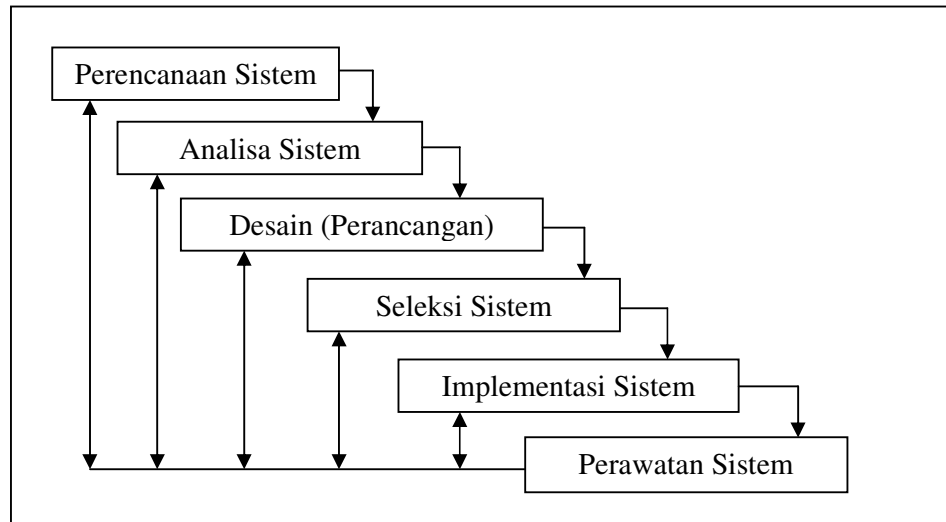 Perencanaan Sistem
Analisa Sistem
Desain (Perancangan)
Seleksi Sistem
Implementasi Sistem
Perawatan Sistem